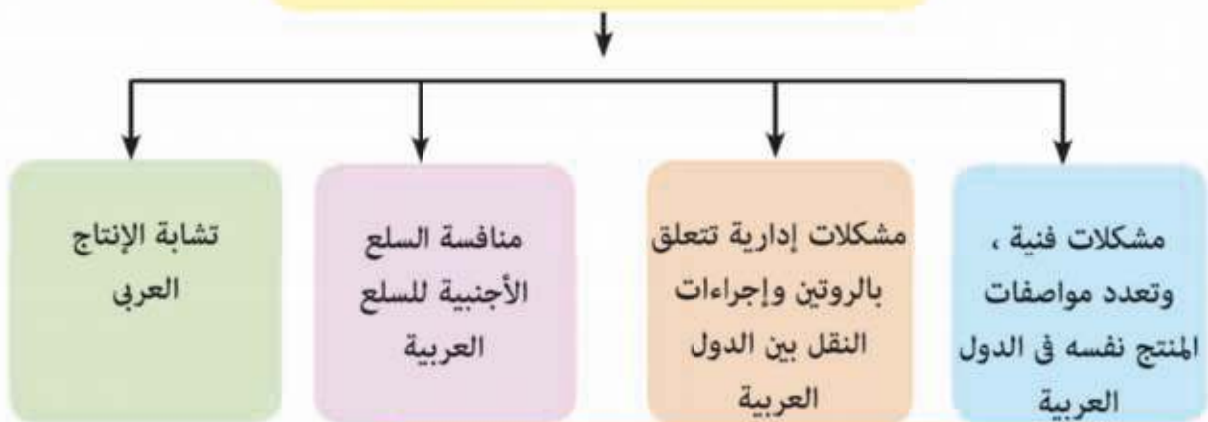 مشكلات فنية ،
وتعدد مواصفات
المنتج نفسه فى الدول
العربية
مشكلات إدارية تتعلق
بالروتين وإجراءات
النقل بين الدول
العربية
منافسة السلع
الأجنبية للسلع
العربية
تشابة الإنتاج
العربى